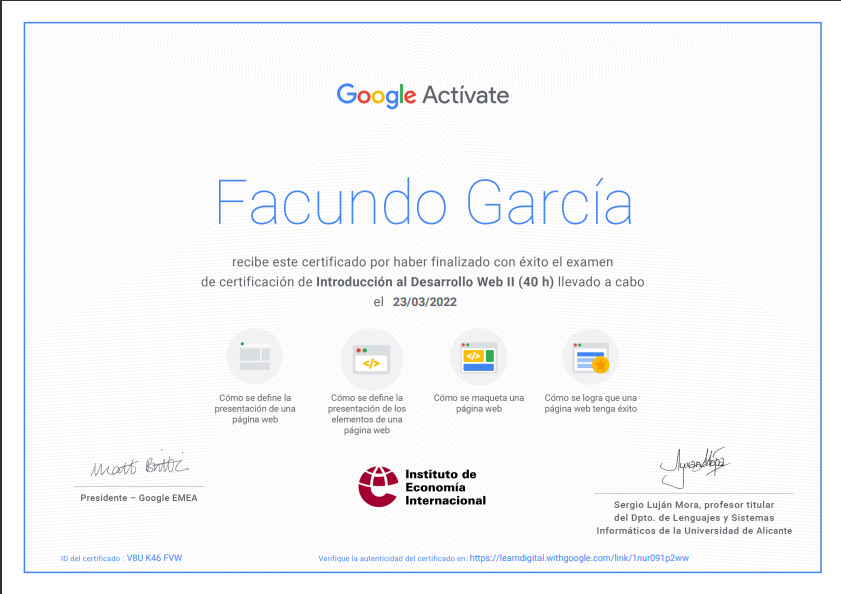 Google Actívate
Facundo García
recibe este certificado por haber finalizado con éxito el examen
de certificación de Introducción al Desarrollo Web II (40 h) llevado a cabo
el 23/03/2022
</>
</>
Cómo se define la
presentación de una
página web
Cómo se define la
presentación de los
elementos de una
página web
Cómo se maqueta una
página web
Cómo se logra que una
página web tenga éxito
Matt Brittin
Presidente – Google EMEA
Instituto de
Economía
Internacional
Sergio Luján Mora, profesor titular
del Dpto. de Lenguajes y Sistemas
Informáticos de la Universidad de Alicante
ID del certificado : V8U K46 FVW
Verifique la autenticidad del certificado en: https://learndigital.withgoogle.com/link/1nur091p2ww